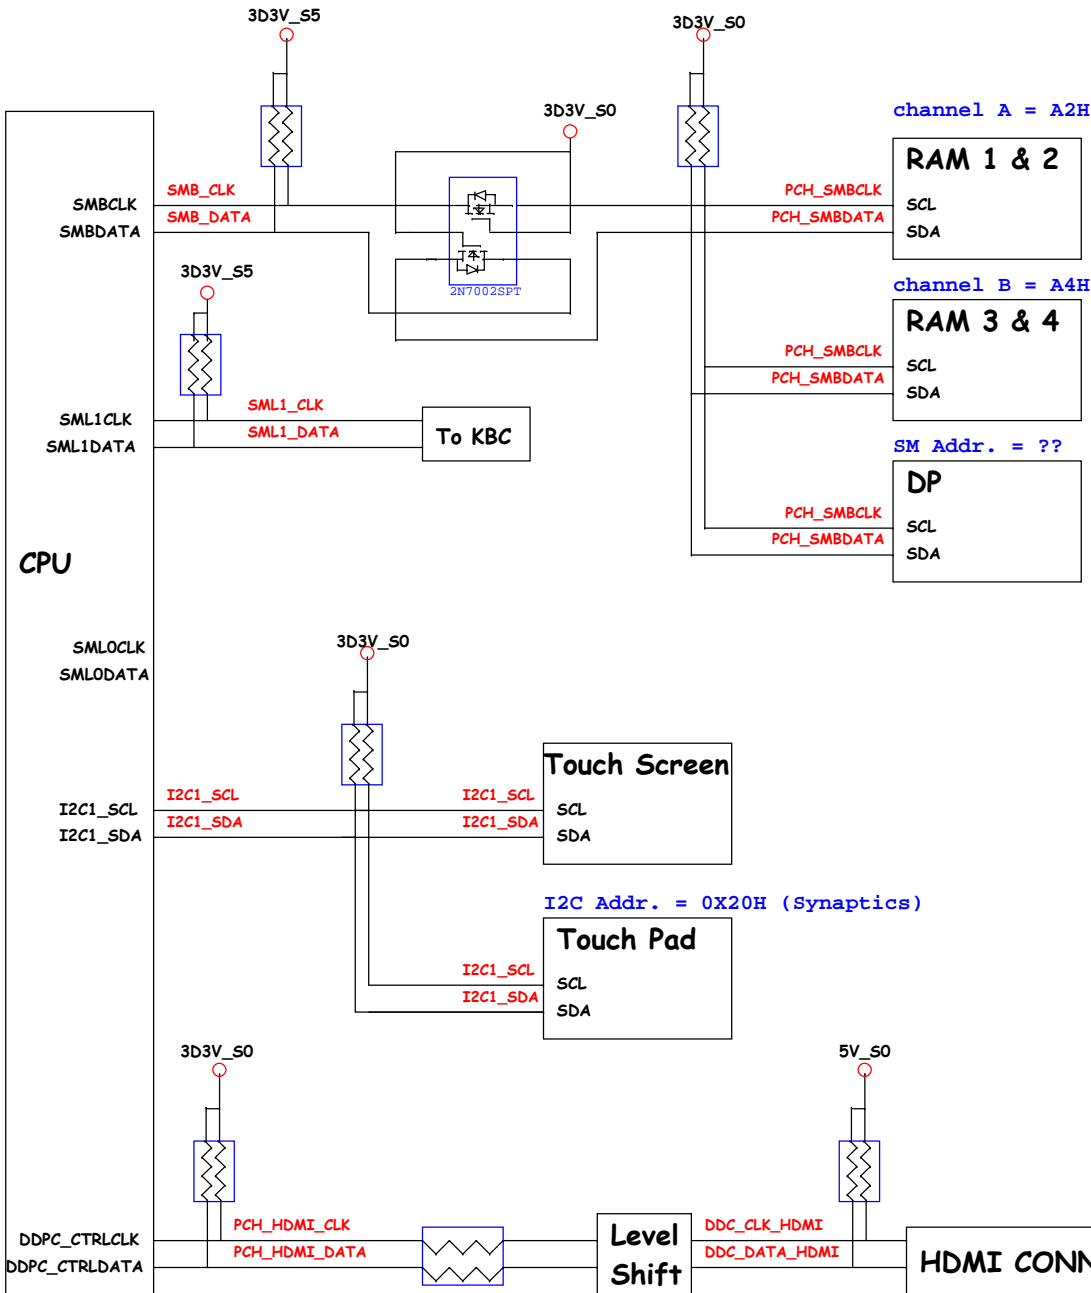 3D3V_S5
3D3V_S0
3D3V_S0
channel A = A2H
RAM 1 & 2
SMBCLK
SMB_CLK
PCH_SMBCLK
SCL
SMBDATA
SMB_DATA
PCH_SMBDATA
SDA
3D3V_S5
2N7002SPT
channel B = A4H
RAM 3 & 4
PCH_SMBCLK
SCL
PCH_SMBDATA
SDA
SML1CLK
SML1_CLK
SML1DATA
SML1_DATA
To KBC
SM Addr. = ??
DP
PCH_SMBCLK
SCL
PCH_SMBDATA
SDA
CPU
SML0CLK
SML0DATA
3D3V_S0
Touch Screen
I2C1_SCL
I2C1_SCL
I2C1_SCL
SCL
I2C1_SDA
I2C1_SDA
I2C1_SDA
SDA
I2C Addr. = 0X20H (Synaptics)
Touch Pad
I2C1_SCL
SCL
I2C1_SDA
SDA
3D3V_S0
5V_S0
DDPC_CTRLCLK
PCH_HDMI_CLK
DDC_CLK_HDMI
DDPC_CTRLDATA
PCH_HDMI_DATA
DDC_DATA_HDMI
Level
Shift
HDMI CONN